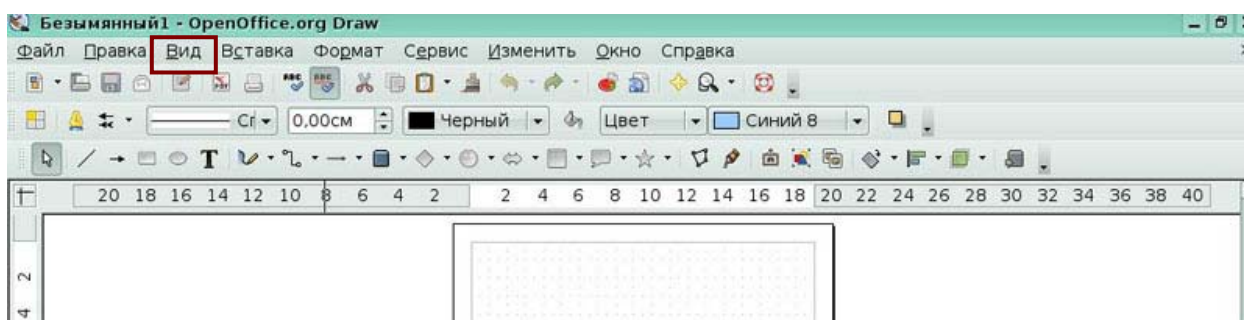 Безымянный1 - OpenOffice.org Draw
Файл Правка Вид Вставка Формат Сервис Изменить Окно Справка
0,00см Черный Цвет Синий 8
T
20 18 16 14 12 10 8 6 4 2 2 4 6 8 10 12 14 16 18 20 22 24 26 28 30 32 34 36 38 40
2
4